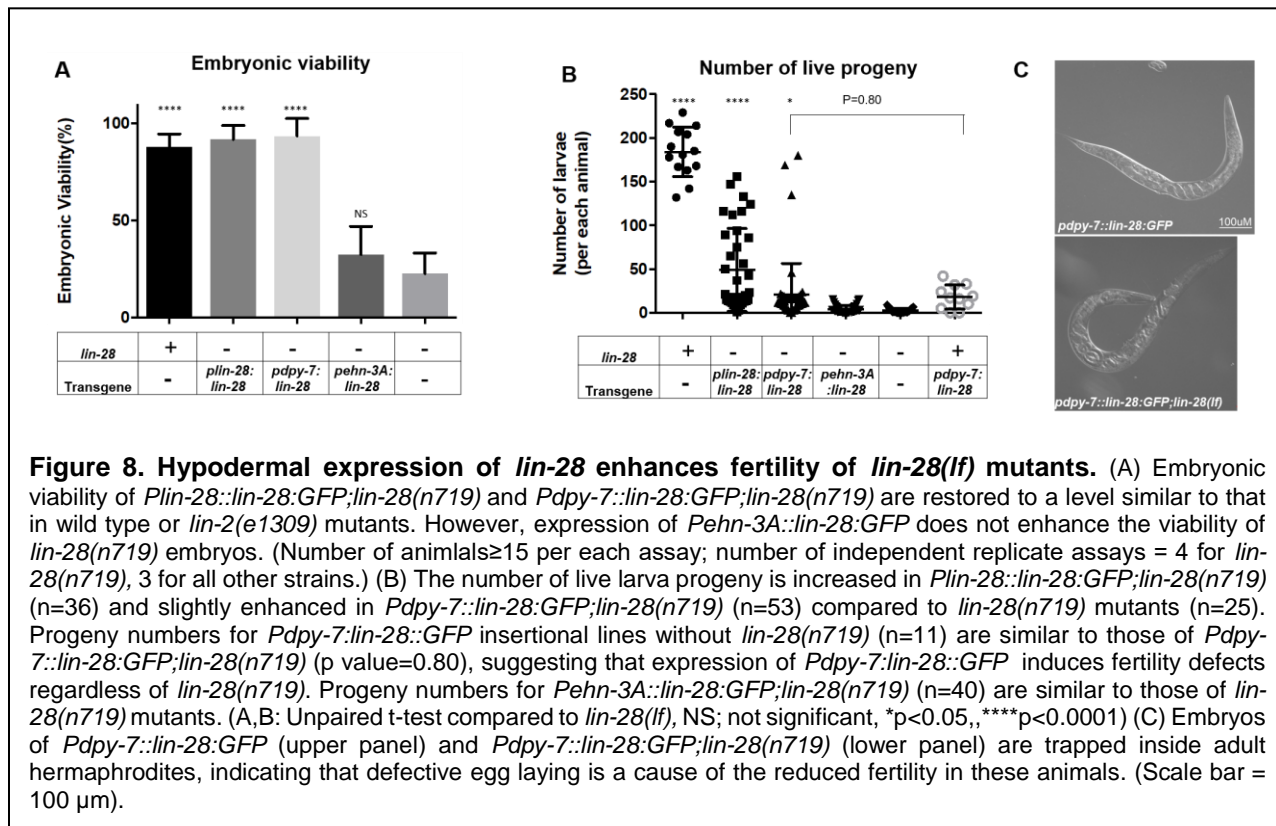 A
Embryonic viability
Embryonic Viability(%)
100
50
0
****
****
****
NS
lin-28 + - - - -
Transgene - plin-28: lin-28 pdpy-7: lin-28 pehn-3A: lin-28 -
B
Number of live progeny
Number of larvae
(per each animal)
250
200
150
100
50
0
****
****
*
P=0.80
lin-28 + - - - - +
Transgene - plin-28: lin-28 pdpy-7: lin-28 pehn-3A :lin-28 - pdpy-7: lin-28
C
pdpy-7::lin-28:GFP
100uM
pdpy-7::lin-28:GFP;lin-28(lf)
Figure 8. Hypodermal expression of lin-28 enhances fertility of lin-28(lf) mutants. (A) Embryonic
viability of Plin-28::lin-28:GFP;lin-28(n719) and Pdpy-7::lin-28:GFP;lin-28(n719) are restored to a level similar to that
in wild type or lin-2(e1309) mutants. However, expression of Pehn-3A::lin-28:GFP does not enhance the viability of
lin-28(n719) embryos. (Number of animlals≥15 per each assay; number of independent replicate assays = 4 for lin-
28(n719), 3 for all other strains.) (B) The number of live larva progeny is increased in Plin-28::lin-28:GFP;lin-28(n719)
(n=36) and slightly enhanced in Pdpy-7::lin-28:GFP;lin-28(n719) (n=53) compared to lin-28(n719) mutants (n=25).
Progeny numbers for Pdpy-7:lin-28::GFP insertional lines without lin-28(n719) (n=11) are similar to those of Pdpy-
7::lin-28:GFP;lin-28(n719) (p value=0.80), suggesting that expression of Pdpy-7:lin-28::GFP induces fertility defects
regardless of lin-28(n719). Progeny numbers for Pehn-3A::lin-28:GFP;lin-28(n719) (n=40) are similar to those of lin-
28(n719) mutants. (A,B: Unpaired t-test compared to lin-28(lf), NS; not significant, *p<0.05,,****p<0.0001) (C) Embryos
of Pdpy-7::lin-28:GFP (upper panel) and Pdpy-7::lin-28:GFP;lin-28(n719) (lower panel) are trapped inside adult
hermaphrodites, indicating that defective egg laying is a cause of the reduced fertility in these animals. (Scale bar =
100 µm).